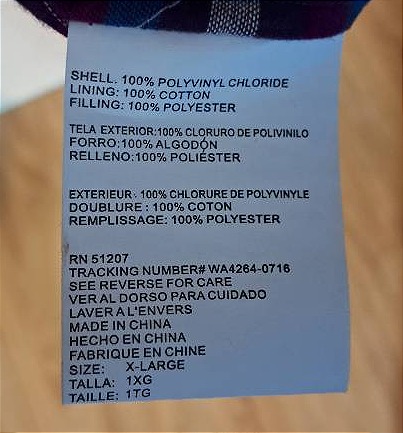 SHELL. 100% POLYVINYL CHLORIDE
LINING: 100% COTTON
FILLING: 100% POLYESTER
TELA EXTERIOR:100% CLORURO DE POLIVINILO
FORRO:100% ALGODÓN
RELLENO:100% POLIÉSTER
EXTERIEUR: 100% CHLORURE DE POLYVINYLE
DOUBLURE : 100% COTON
REMPLISSAGE: 100% POLYESTER
RN 51207
TRACKING NUMBER# WA4264-0716
SEE REVERSE FOR CARE
VER AL DORSO PARA CUIDADO
LAVER A L'ENVERS
MADE IN CHINA
HECHO EN CHINA
FABRIQUE EN CHINE
SIZE: X-LARGE
TALLA: 1XG
TAILLE: 1TG